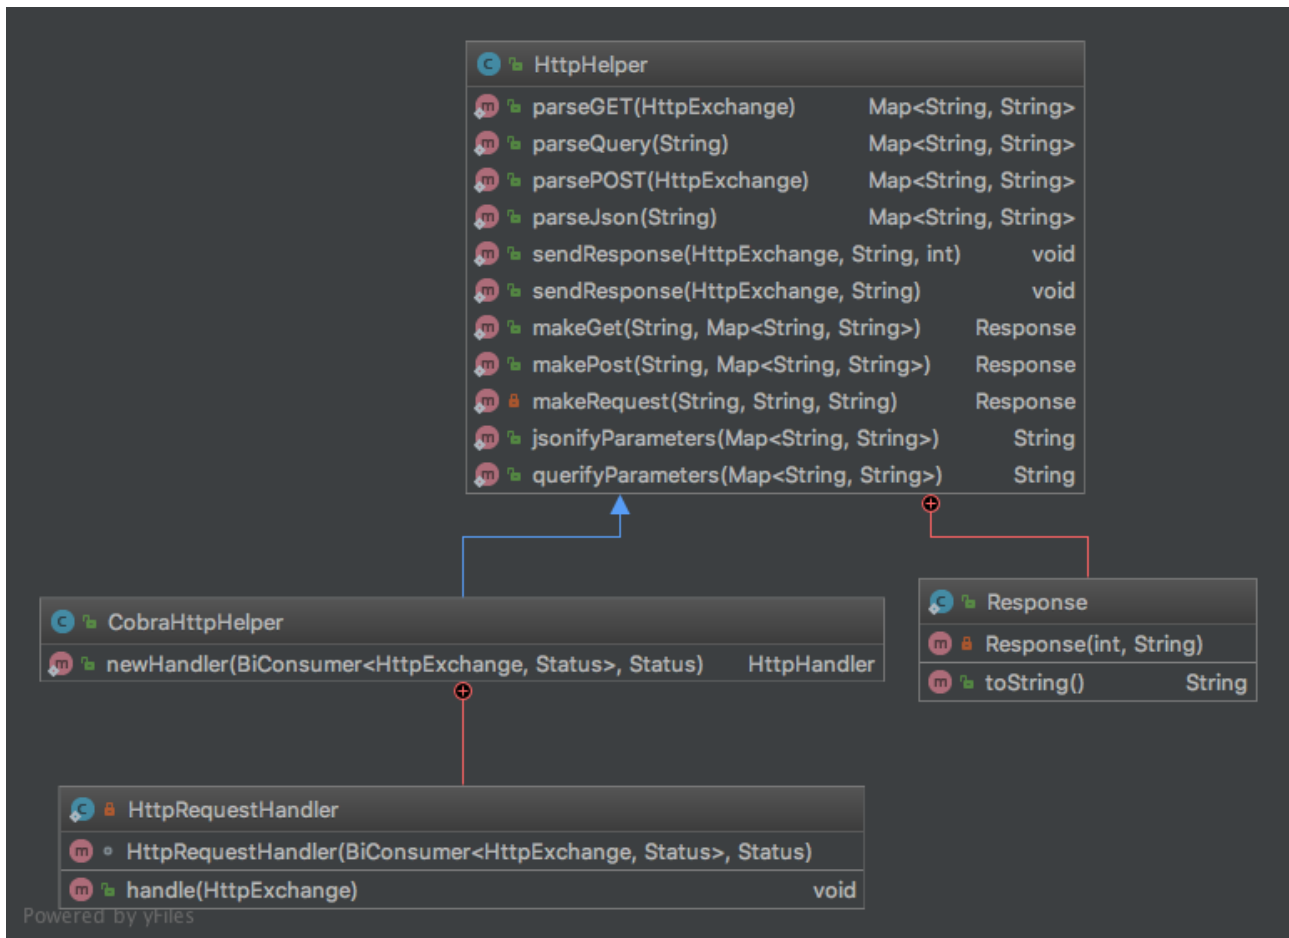 HttpHelper
parseGET(HttpExchange) Map<String, String>
parseQuery(String) Map<String, String>
parsePOST(HttpExchange) Map<String, String>
parseJson(String) Map<String, String>
sendResponse(HttpExchange, String, int) void
sendResponse(HttpExchange, String) void
makeGet(String, Map<String, String>) Response
makePost(String, Map<String, String>) Response
makeRequest(String, String, String) Response
jsonifyParameters(Map<String, String>) String
querifyParameters(Map<String, String>) String
CobraHttpHelper
newHandler(BiConsumer<HttpExchange, Status>, Status) HttpHandler
Response
Response(int, String)
toString() String
HttpRequestHandler
HttpRequestHandler(BiConsumer<HttpExchange, Status>, Status)
handle(HttpExchange) void
Powered by yFiles